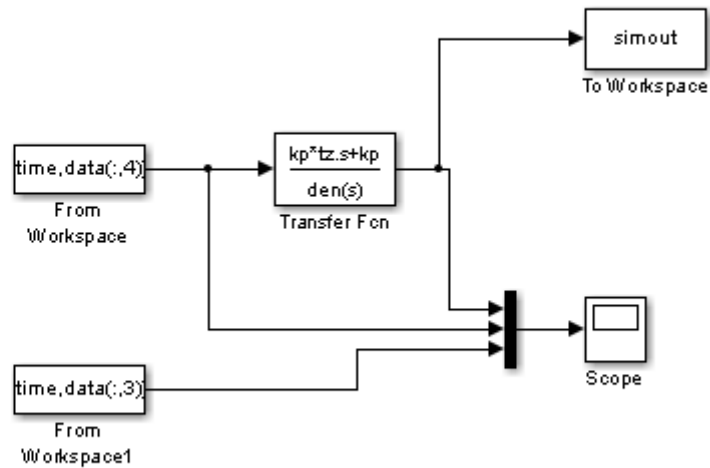 simout
To Workspace
time,data(:,4)]
From
Workspace
kp*tz.s+kp
den(s)
Transfer Fcn
Scope
time,data(:,3)]
From
Workspace1